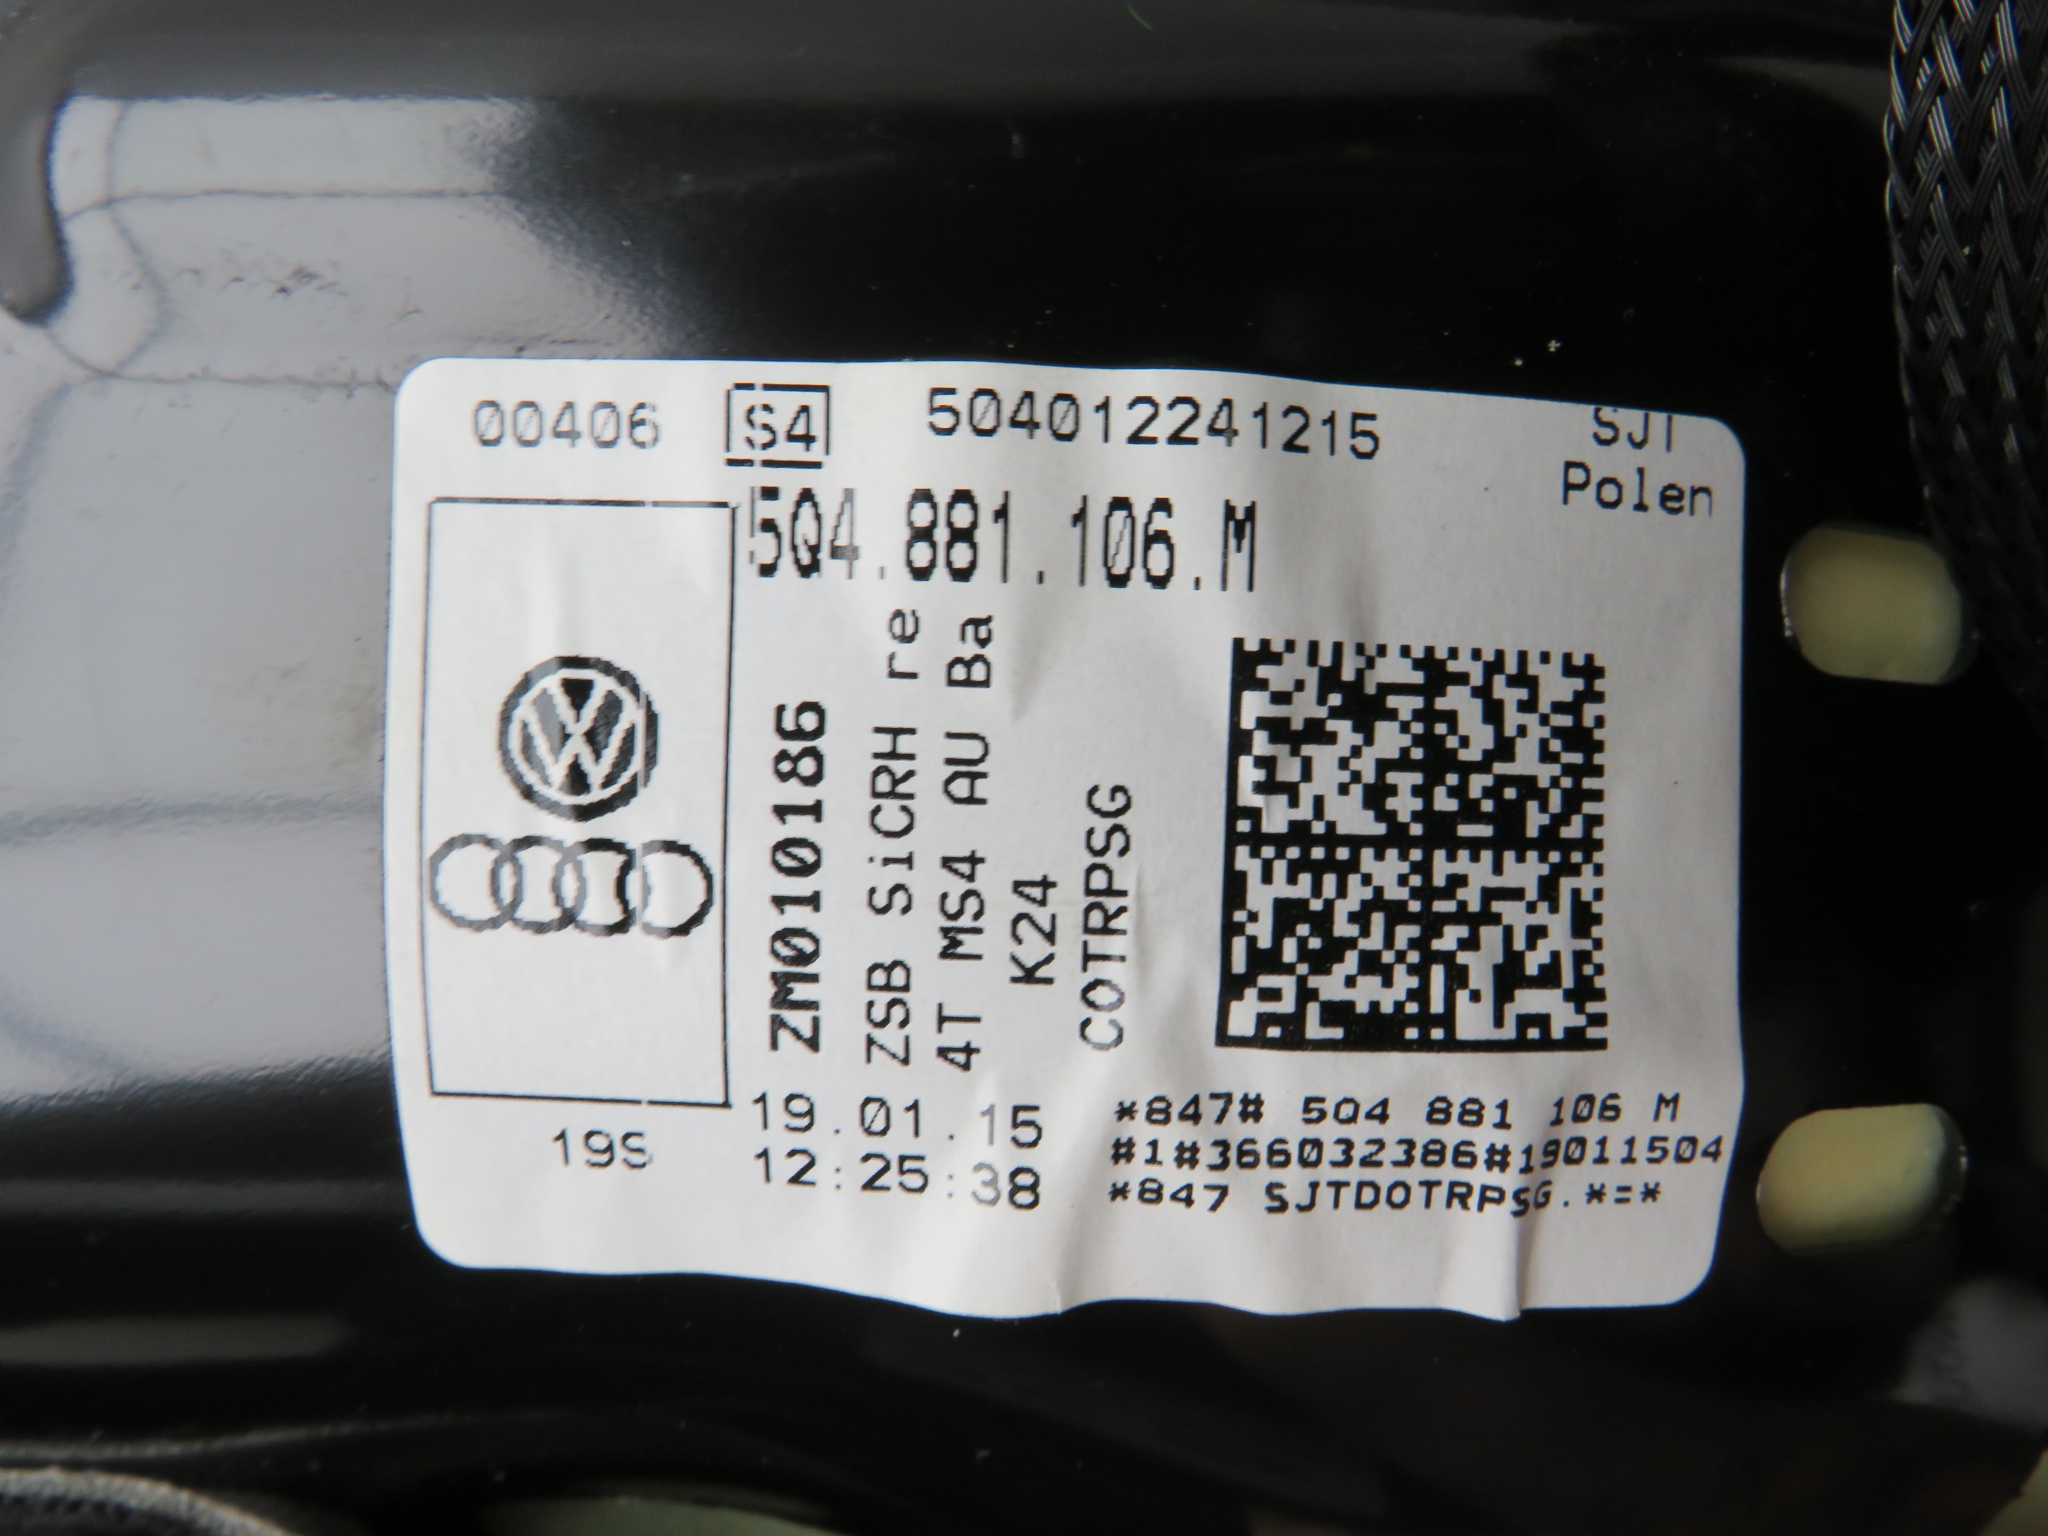 00406 S4 504012241215 SJT
Polen
5Q4.881.106.M
ZM010186
ZSB SiCRH re
4T MS4 AU Ba
K24
COTRPSG
19S
19.01.15
12:25:38
*847# 5Q4 881 106 M
#1#366032386#19011504
*847 SJTDOTRPSG.*=*